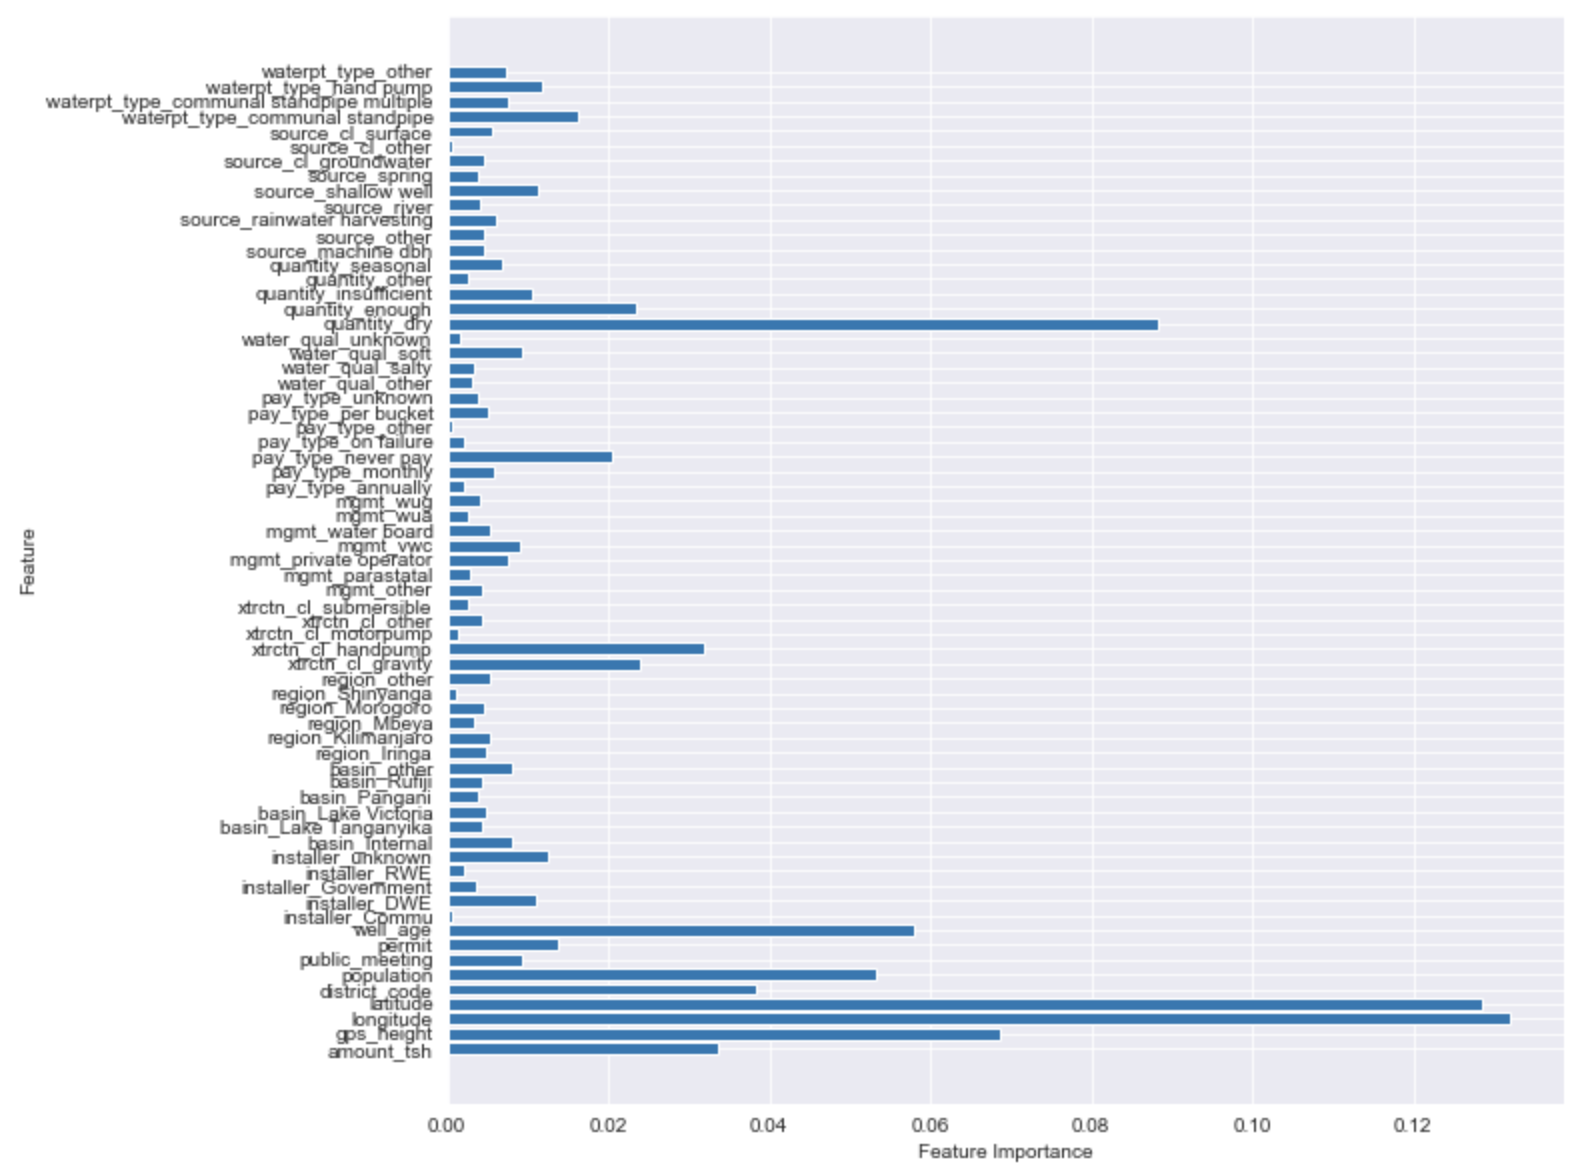 waterpt_type_other
waterpt_type_hand pump
waterpt_type_communal standpipe multiple
waterpt_type_communal standpipe
source_cl_surface
source_cl_other
source_cl_groundwater
source_spring
source_shallow well
source_river
source_rainwater harvesting
source_other
source_machine dbh
quantity_seasonal
quantity_other
quantity_insufficient
quantity_enough
quantity_dry
water_qual_unknown
water_qual_soft
water_qual_salty
water_qual_other
pay_type_unknown
pay_type_per bucket
pay_type_other
pay_type_on failure
pay_type_never pay
pay_type_monthly
pay_type_annually
mgmt_wug
mgmt_wua
mgmt_water board
mgmt_vwc
mgmt_private operator
mgmt_parastatal
mgmt_other
xtrctn_cl_submersible
xtrctn_cl_other
xtrctn_cl_motorpump
xtrctn_cl_handpump
xtrctn_cl_gravity
region_other
region_Shinyanga
region_Morogoro
region_Mbeya
region_Kilimanjaro
region_Iringa
basin_other
basin_Rufiji
basin_Pangani
basin_Lake Victoria
basin_Lake Tanganyika
basin_Internal
installer_unknown
installer_RWE
installer_Government
installer_DWE
installer_Commu
well_age
permit
public_meeting
population
district_code
latitude
longitude
gps_height
amount_tsh
Feature
0.00 0.02 0.04 0.06 0.08 0.10 0.12
Feature Importance